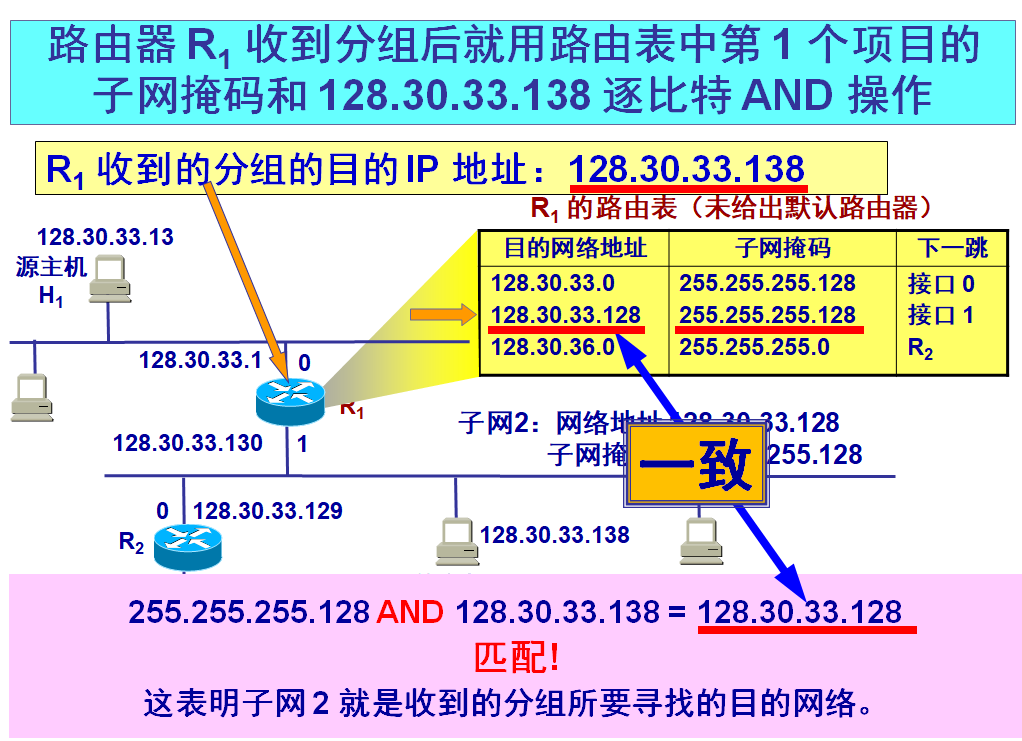 路由器 R1 收到分组后就用路由表中第 1 个项目的
子网掩码和 128.30.33.138 逐比特 AND 操作
R1 收到的分组的目的 IP 地址：128.30.33.138
R1 的路由表（未给出默认路由器）
目的网络地址 子网掩码 下一跳
128.30.33.0 255.255.255.128 接口 0
128.30.33.128 255.255.255.128 接口 1
128.30.36.0 255.255.255.0 R2
128.30.33.13
源主机
H1
128.30.33.1 0
R1
128.30.33.130 1
子网2：网络地址 128.30.33.128
子网掩 255.128
一致
0 128.30.33.129
R2
128.30.33.138
255.255.255.128 AND 128.30.33.138 = 128.30.33.128
匹配!
这表明子网 2 就是收到的分组所要寻找的目的网络。